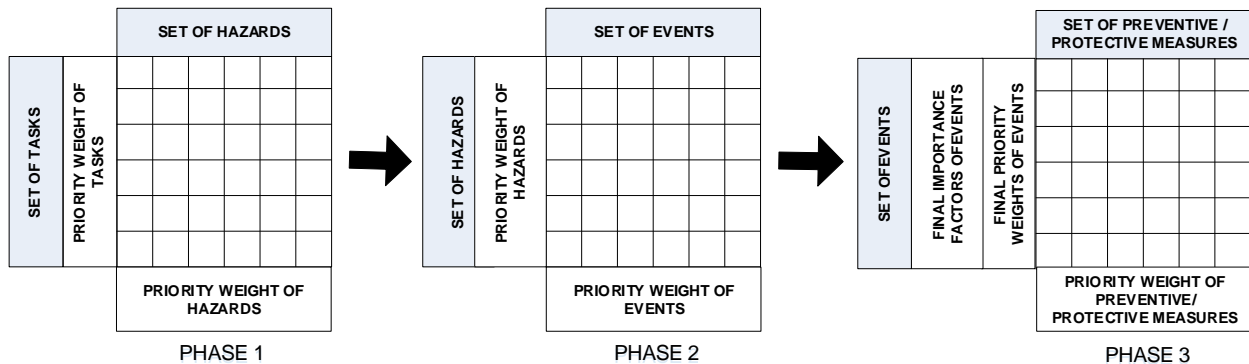 SET OF HAZARDS
SET OF TASKS
PRIORITY WEIGHT OF
TASKS
PRIORITY WEIGHT OF
HAZARDS
PHASE 1
SET OF EVENTS
SET OF HAZARDS
PRIORITY WEIGHT OF
HAZARDS
PRIORITY WEIGHT OF
EVENTS
PHASE 2
SET OF PREVENTIVE /
PROTECTIVE MEASURES
SET OFEVENTS
FINAL IMPORTANCE
FACTORS OFEVENTS
FINAL PRIORITY
WEIGHTS OF EVENTS
PRIORITY WEIGHT OF
PREVENTIVE/
PROTECTIVE MEASURES
PHASE 3